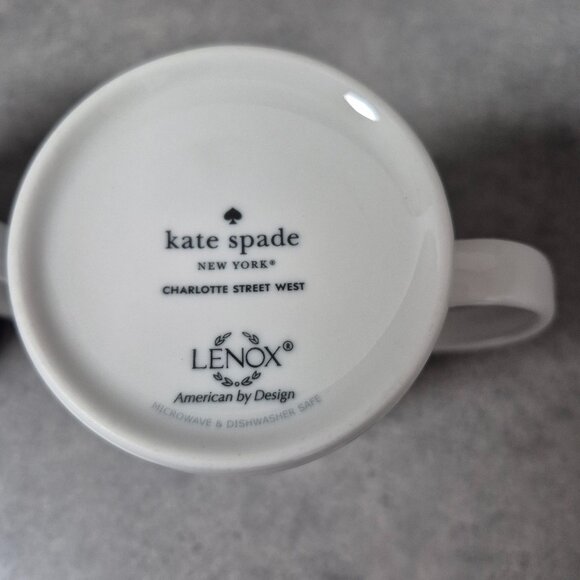 kate spade
NEW YORK®
CHARLOTTE STREET WEST
LENOX®
American by Design
MICROWAVE & DISHWASHER SAFE